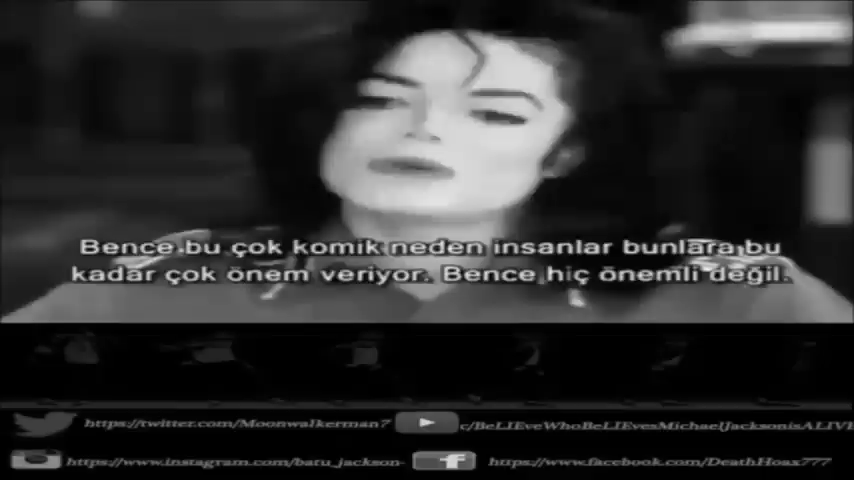 Bence bu çok komik neden insanlar bunlara bu
kadar çok önem veriyor. Bence hiç önemli değil.
https://twitter.com/Moonwalkerman7
c/BeLIEveWhoBeLIEvesMichaelJacksonisALIVE
https://www.instagram.com/batu_jackson-
https://www.facebook.com/DeathHoax777